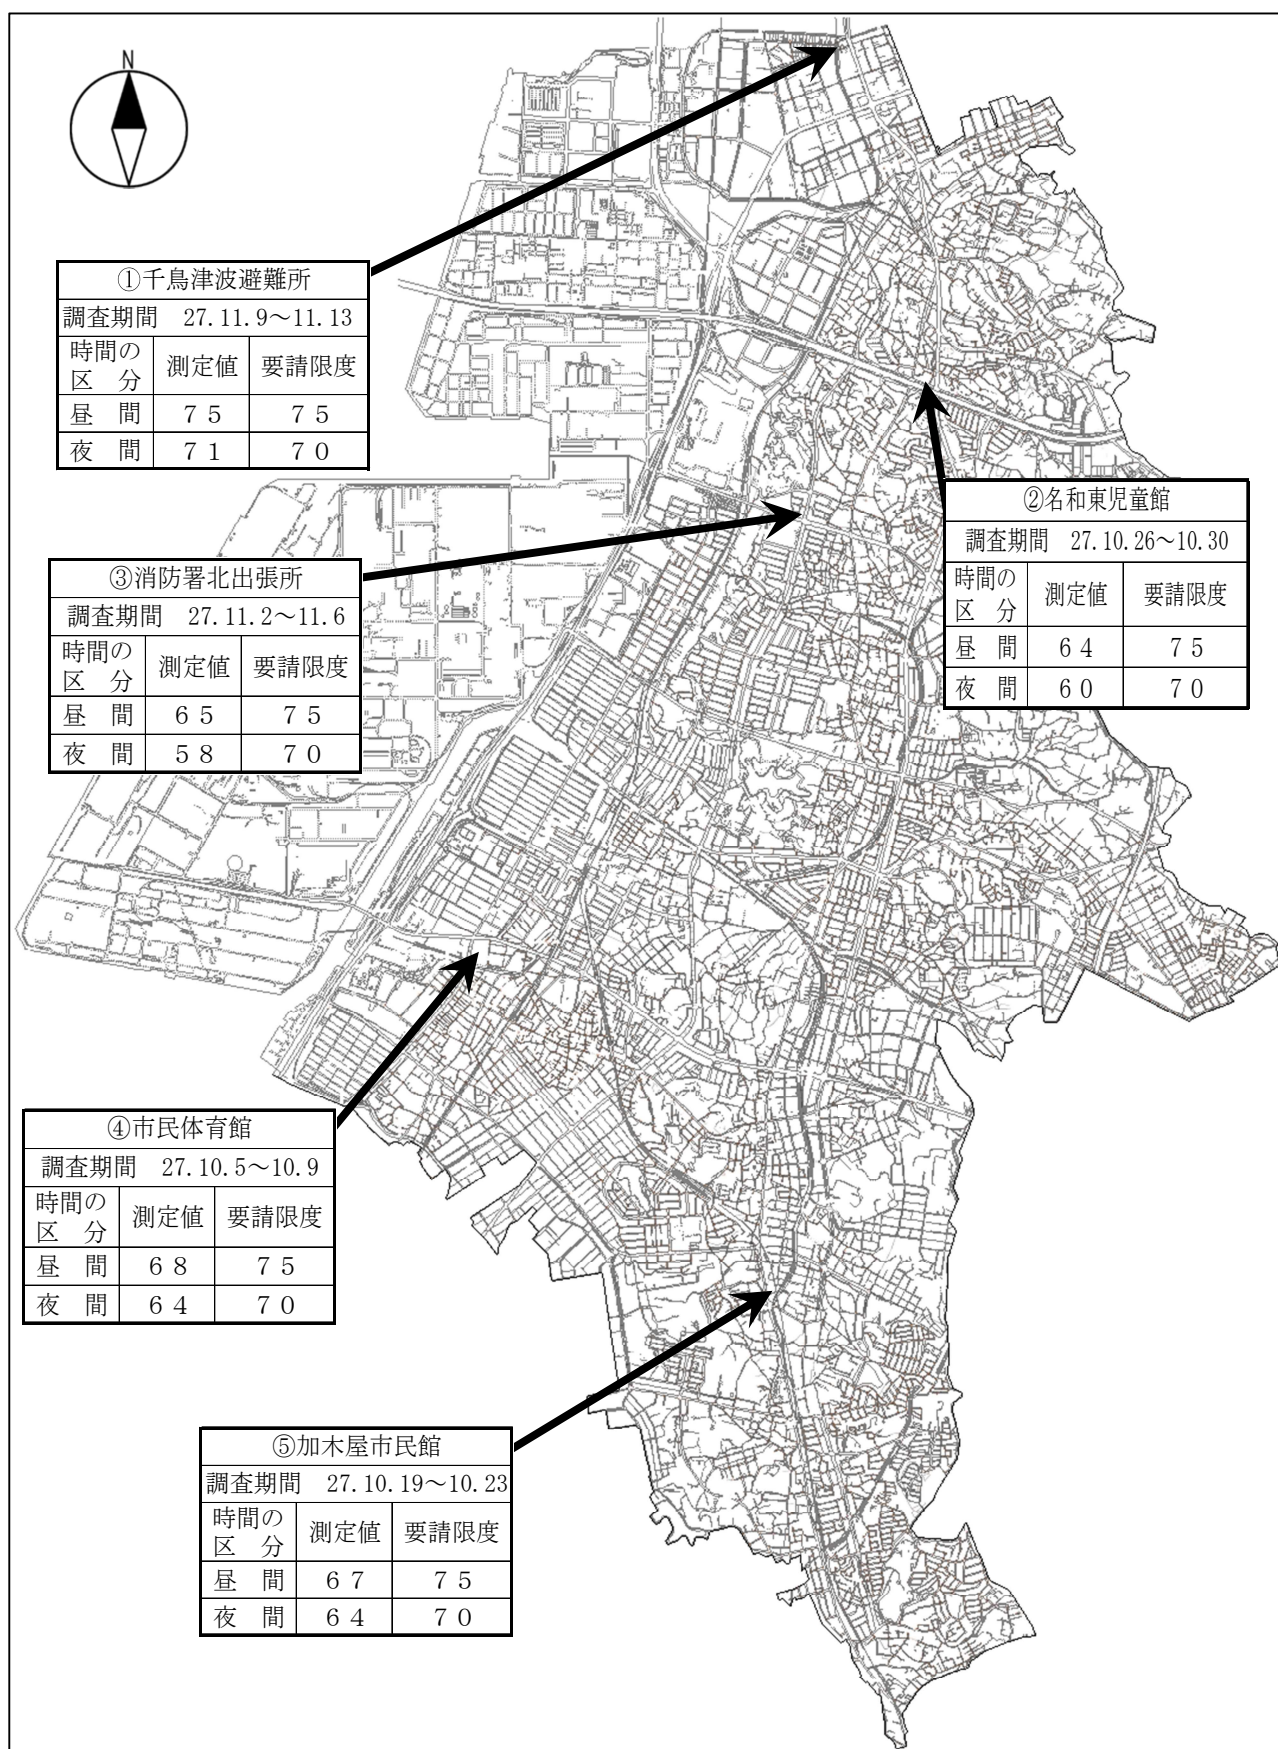 N
①千鳥津波避難所
調査期間　27.11.9～11.13
時間の
区　分　測定値　要請限度
昼　間　７５　７５
夜　間　７１　７０
②名和東児童館
調査期間　27.10.26～10.30
時間の
区　分　測定値　要請限度
昼　間　６４　７５
夜　間　６０　７０
③消防署北出張所
調査期間　27.11.2～11.6
時間の
区　分　測定値　要請限度
昼　間　６５　７５
夜　間　５８　７０
④市民体育館
調査期間　27.10.5～10.9
時間の
区　分　測定値　要請限度
昼　間　６８　７５
夜　間　６４　７０
⑤加木屋市民館
調査期間　27.10.19～10.23
時間の
区　分　測定値　要請限度
昼　間　６７　７５
夜　間　６４　７０